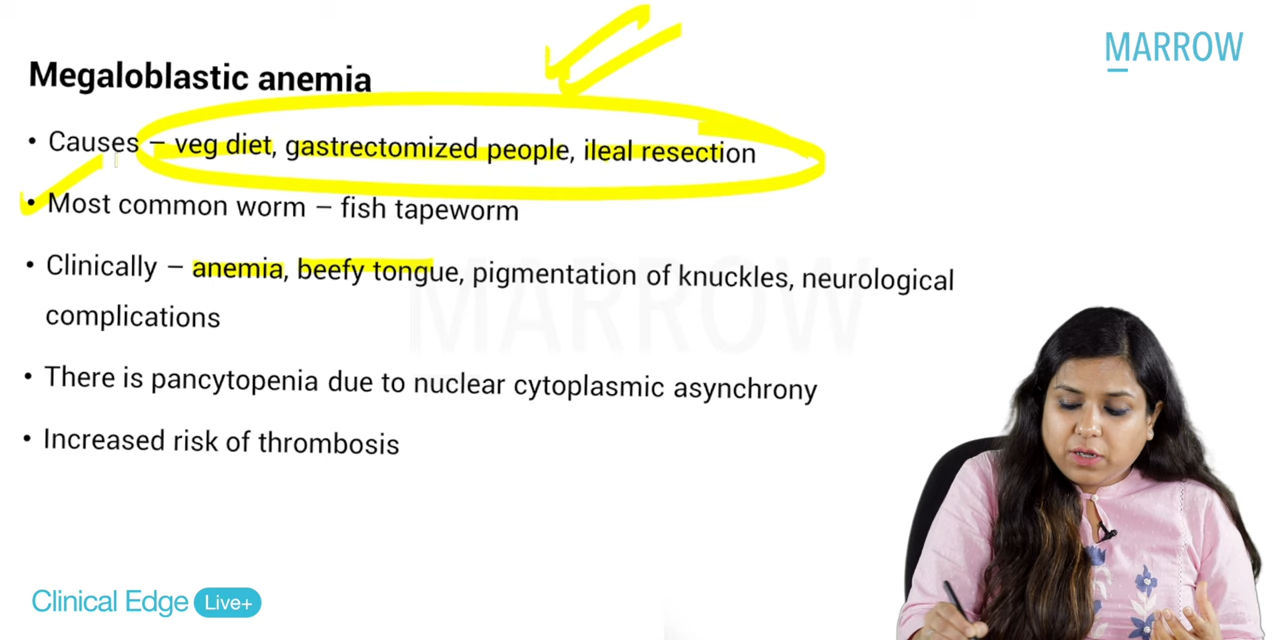 MARROW
Megaloblastic anemia
• Causes – veg diet, gastrectomized people, ileal resection
• Most common worm – fish tapeworm
• Clinically – anemia, beefy tongue, pigmentation of knuckles, neurological
complications
• There is pancytopenia due to nuclear cytoplasmic asynchrony
• Increased risk of thrombosis
MARROW
Clinical Edge Live+